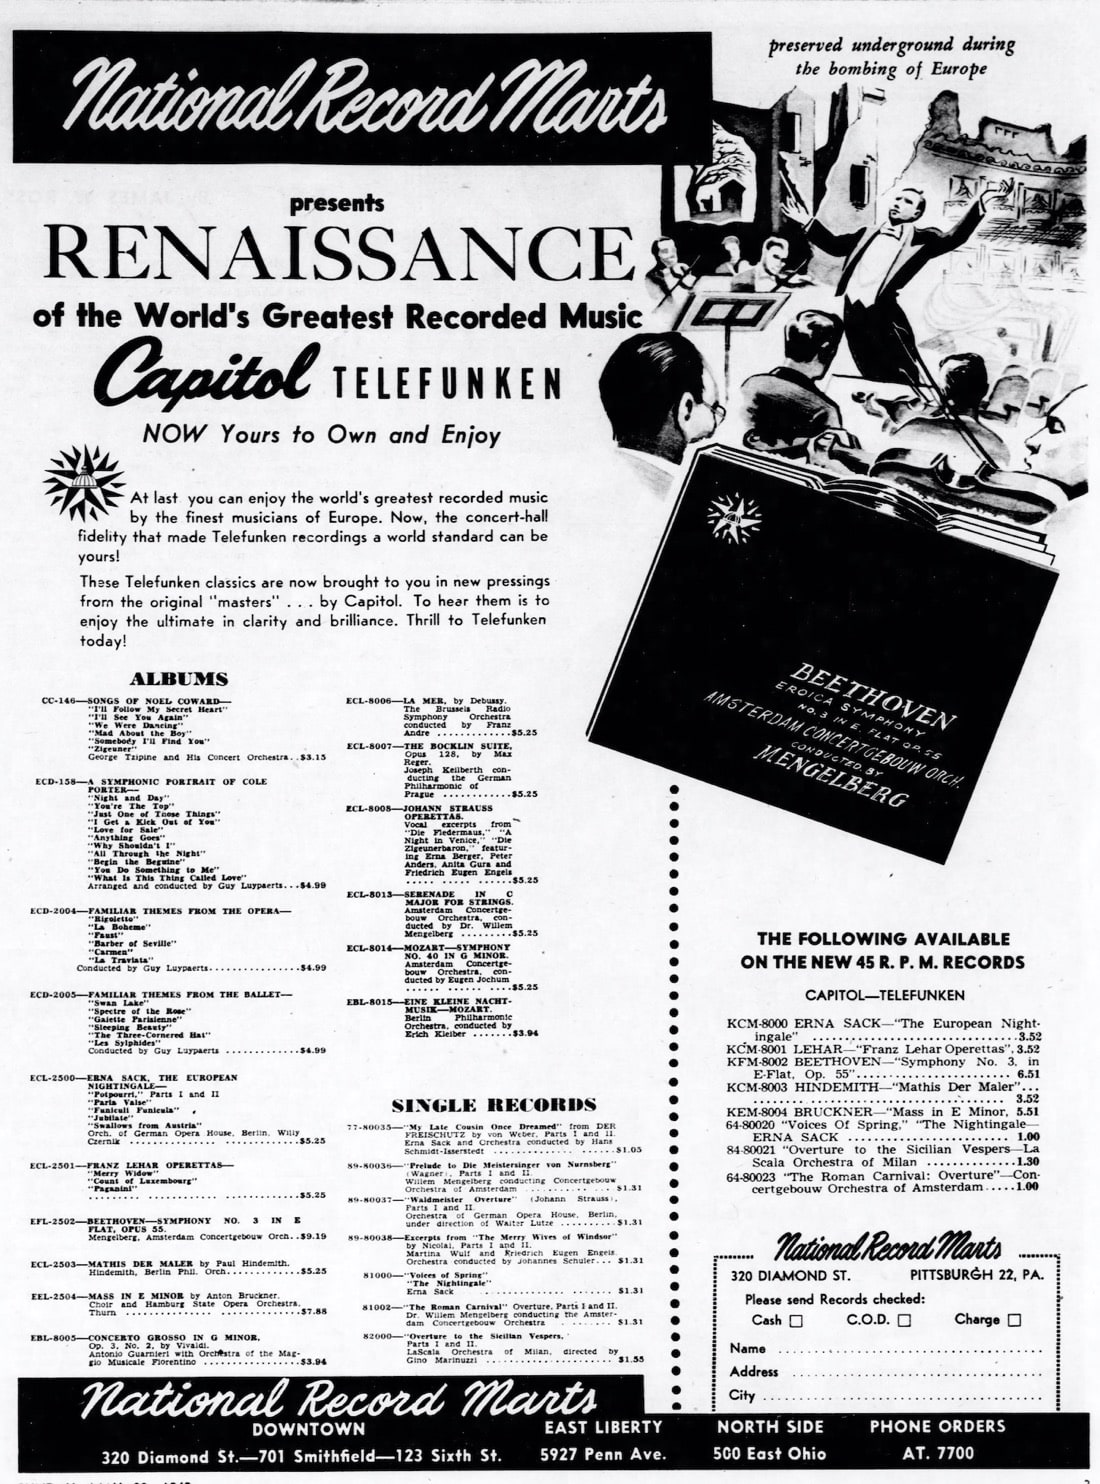 preserved underground during
the bombing of Europe
National Record Marts
presents
RENAISSANCE
of the World's Greatest Recorded Music
Capitol TELEFUNKEN
NOW Yours to Own and Enjoy
At last you can enjoy the world's greatest recorded music
by the finest musicians of Europe. Now, the concert-hall
fidelity that made Telefunken recordings a world standard can be
yours!
These Telefunken classics are now brought to you in new pressings
from the original "masters" . . . by Capitol. To hear them is to
enjoy the ultimate in clarity and brilliance. Thrill to Telefunken
today!
BEETHOVEN
EROICA SYMPHONY
NO. 3 IN E. FLAT OP. 55
AMSTERDAM CONCERTGEBOUW ORCH.
CONDUCTED BY
MENGELBERG
ALBUMS
CC-146—SONGS OF NOEL COWARD—
"I'll Follow My Secret Heart"
"I'll See You Again"
"We Were Dancing"
"Mad About the Boy"
"Somebody I'll Find You"
"Zigeuner"
George Tzipine and His Concert Orchestra..$3.15
ECD-158—A SYMPHONIC PORTRAIT OF COLE
PORTER—
"Night and Day"
"You're The Top"
"Just One of Those Things"
"I Get a Kick Out of You"
"Love for Sale"
"Anything Goes"
"Why Shouldn't I"
"All Through the Night"
"Begin the Beguine"
"You Do Something to Me"
"What Is This Thing Called Love"
Arranged and conducted by Guy Luypaerts...$4.99
ECD-2004—FAMILIAR THEMES FROM THE OPERA—
"Rigoletto"
"La Boheme"
"Faust"
"Barber of Seville"
"Carmen"
"La Traviata"
Conducted by Guy Luypaerts...............$4.99
ECD-2005—FAMILIAR THEMES FROM THE BALLET—
"Swan Lake"
"Spectre of the Rose"
"Gaiette Parisienne"
"Sleeping Beauty"
"The Three-Cornered Hat"
"Les Sylphides"
Conducted by Guy Luypaerts ............$4.99
ECL-2500—ERNA SACK, THE EUROPEAN
NIGHTINGALE—
"Potpourri," Parts I and II
"Paris Valse"
"Funiculi Funicula"
"Jubilate"
"Swallows from Austria"
Orch. of German Opera House, Berlin, Willy
Czernik ..............................$5.25
ECL-2501—FRANZ LEHAR OPERETTAS—
"Merry Widow"
"Count of Luxembourg"
"Paganini"
..............................$5.25
EFL-2502—BEETHOVEN—SYMPHONY NO. 3 IN E
FLAT, OPUS 55.
Mengelberg, Amsterdam Concertgebouw Orch..$9.19
ECL-2503—MATHIS DER MALER by Paul Hindemith.
Hindemith, Berlin Phil. Orch............$5.25
EEL-2504—MASS IN E MINOR by Anton Bruckner.
Choir and Hamburg State Opera Orchestra,
Thurn ..............................$7.88
EBL-8005—CONCERTO GROSSO IN G MINOR,
Op. 3, No. 2, by Vivaldi.
Antonio Guarnieri with Orchestra of the Mag-
gio Musicale Florentino ................$3.94
ECL-8006—LA MER, by Debussy.
The Brussels Radio
Symphony Orchestra
conducted by Franz
Andre ..............$5.25
ECL-8007—THE BOCKLIN SUITE,
Opus 128, by Max
Reger.
Joseph Keilberth con-
ducting the German
Philharmonic of
Prague ............$5.25
ECL-8008—JOHANN STRAUSS
OPERETTAS.
Vocal excerpts from
"Die Fledermaus," "A
Night in Venice," "Die
Zigeunerbaron," featur-
ing Erna Berger, Peter
Anders, Anita Gura and
Friedrich Eugen Engels
..................$5.25
ECL-8013—SERENADE IN C
MAJOR FOR STRINGS.
Amsterdam Concertge-
bouw Orchestra, con-
ducted by Dr. Willem
Mengelberg .........$5.25
ECL-8014—MOZART—SYMPHONY
NO. 40 IN G MINOR.
Amsterdam Concertge-
bouw Orchestra, con-
ducted by Eugen Jochum
..................$5.25
EBL-8015—EINE KLEINE NACHT-
MUSIK—MOZART.
Berlin Philharmonic
Orchestra, conducted by
Erich Kleiber ......$3.94
SINGLE RECORDS
77-80035—"My Late Cousin Once Dreamed" from DER
FREISCHUTZ by von Weber, Parts I and II.
Erna Sack and Orchestra conducted by Hans
Schmidt-Isserstedt ....................$1.05
89-80036—"Prelude to Die Meistersinger von Nurnsberg"
(Wagner), Parts I and II.
Willem Mengelberg conducting Concertgebouw
Orchestra of Amsterdam ................$1.31
89-80037—"Waldmeister Overture" (Johann Strauss),
Parts I and II.
Orchestra of German Opera House, Berlin,
under direction of Walter Lutze ..........$1.31
89-80038—Excerpts from "The Merry Wives of Windsor"
by Nicolai, Parts I and II.
Martina Wulf and Friedrich Eugen Engels.
Orchestra conducted by Johannes Schuler...$1.31
81000—"Voices of Spring"
"The Nightingale"
Erna Sack ..........................$1.31
81002—"The Roman Carnival" Overture, Parts I and II.
Dr. Willem Mengelberg conducting the Amster-
dam Concertgebouw Orchestra ........$1.31
82000—"Overture to the Sicilian Vespers,"
Parts I and II.
LaScala Orchestra of Milan, directed by
Gino Marinuzzi ......................$1.55
THE FOLLOWING AVAILABLE
ON THE NEW 45 R. P. M. RECORDS
CAPITOL—TELEFUNKEN
KCM-8000 ERNA SACK—"The European Night-
ingale" ..............................3.52
KCM-8001 LEHAR—"Franz Lehar Operettas".3.52
KFM-8002 BEETHOVEN—"Symphony No. 3, in
E-Flat, Op. 55"......................6.51
KCM-8003 HINDEMITH—"Mathis Der Maler"...
..............................3.52
KEM-8004 BRUCKNER—"Mass in E Minor, 5.51
64-80020 "Voices Of Spring," "The Nightingale—
ERNA SACK ........................1.00
84-80021 "Overture to the Sicilian Vespers—La
Scala Orchestra of Milan .............1.30
64-80023 "The Roman Carnival: Overture"—Con-
certgebouw Orchestra of Amsterdam.....1.00
National Record Marts
320 DIAMOND ST. PITTSBURGH 22, PA.
Please send Records checked:
Cash C.O.D. Charge
Name
Address
City
National Record Marts
DOWNTOWN EAST LIBERTY NORTH SIDE PHONE ORDERS
320 Diamond St.—701 Smithfield—123 Sixth St. 5927 Penn Ave. 500 East Ohio AT. 7700